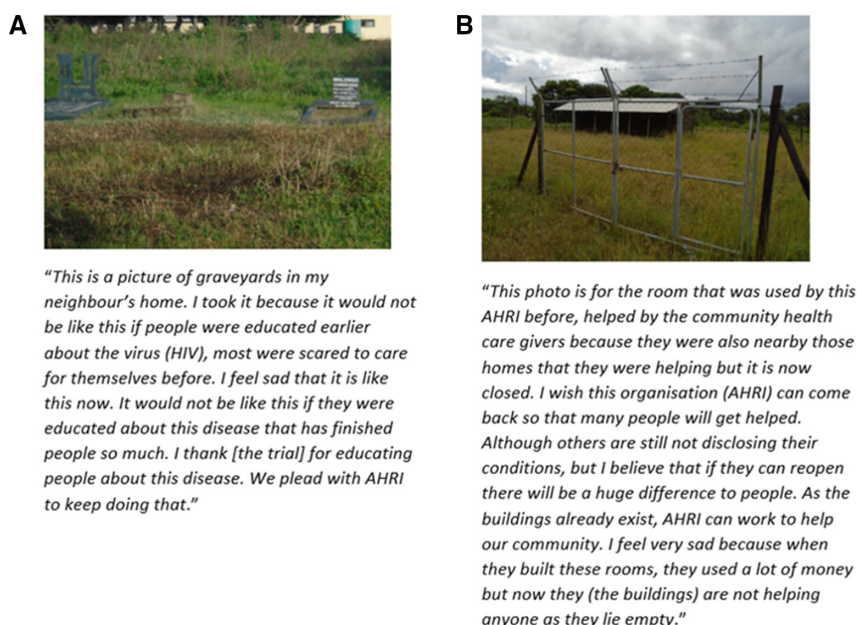 A
"This is a picture of graveyards in my
neighbour's home. I took it because it would not
be like this if people were educated earlier
about the virus (HIV), most were scared to care
for themselves before. I feel sad that it is like
this now. It would not be like this if they were
educated about this disease that has finished
people so much. I thank [the trial] for educating
people about this disease. We plead with AHRI
to keep doing that."
B
"This photo is for the room that was used by this
AHRI before, helped by the community health
care givers because they were also nearby those
homes that they were helping but it is now
closed. I wish this organisation (AHRI) can come
back so that many people will get helped.
Although others are still not disclosing their
conditions, but I believe that if they can reopen
there will be a huge difference to people. As the
buildings already exist, AHRI can work to help
our community. I feel very sad because when
they built these rooms, they used a lot of money
but now they (the buildings) are not helping
anyone as they lie empty."